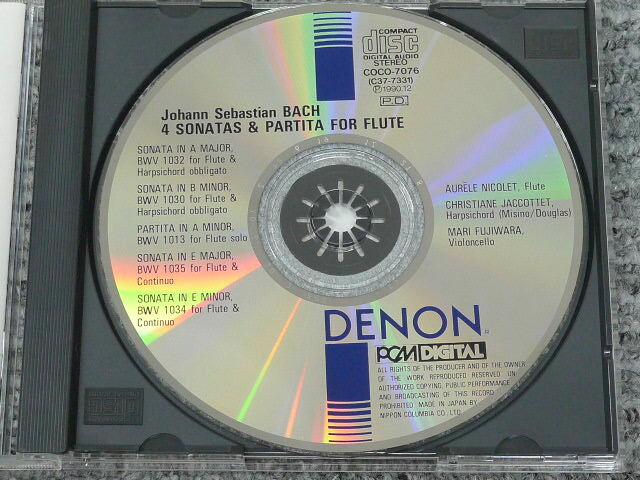 COMPACT
disc
DIGITAL AUDIO
STEREO
COCO-7076
(C37-7331)
Ⓟ1990.12
P.D.
Johann Sebastian BACH
4 SONATAS & PARTITA FOR FLUTE
SONATA IN A MAJOR,
BWV 1032 for Flute &
Harpsichord obbligato
SONATA IN B MINOR,
BWV 1030 for Flute &
Harpsichord obbligato
PARTITA IN A MINOR,
BWV 1013 for Flute solo
SONATA IN E MAJOR,
BWV 1035 for Flute &
Continuo
SONATA IN E MINOR,
BWV 1034 for Flute &
Continuo
AURÈLE NICOLET, Flute
CHRISTIANE JACCOTTET,
Harpsichord (Misino/Douglas)
MARI FUJIWARA,
Violoncello
DENON
PCM DIGITAL
ALL RIGHTS OF THE PRODUCER AND OF THE OWNER
OF THE WORK REPRODUCED RESERVED UN-
AUTHORIZED COPYING, PUBLIC PERFORMANCE
AND BROADCASTING OF THIS RECORD
PROHIBITED MADE IN JAPAN BY
NIPPON COLUMBIA CO., LTD.